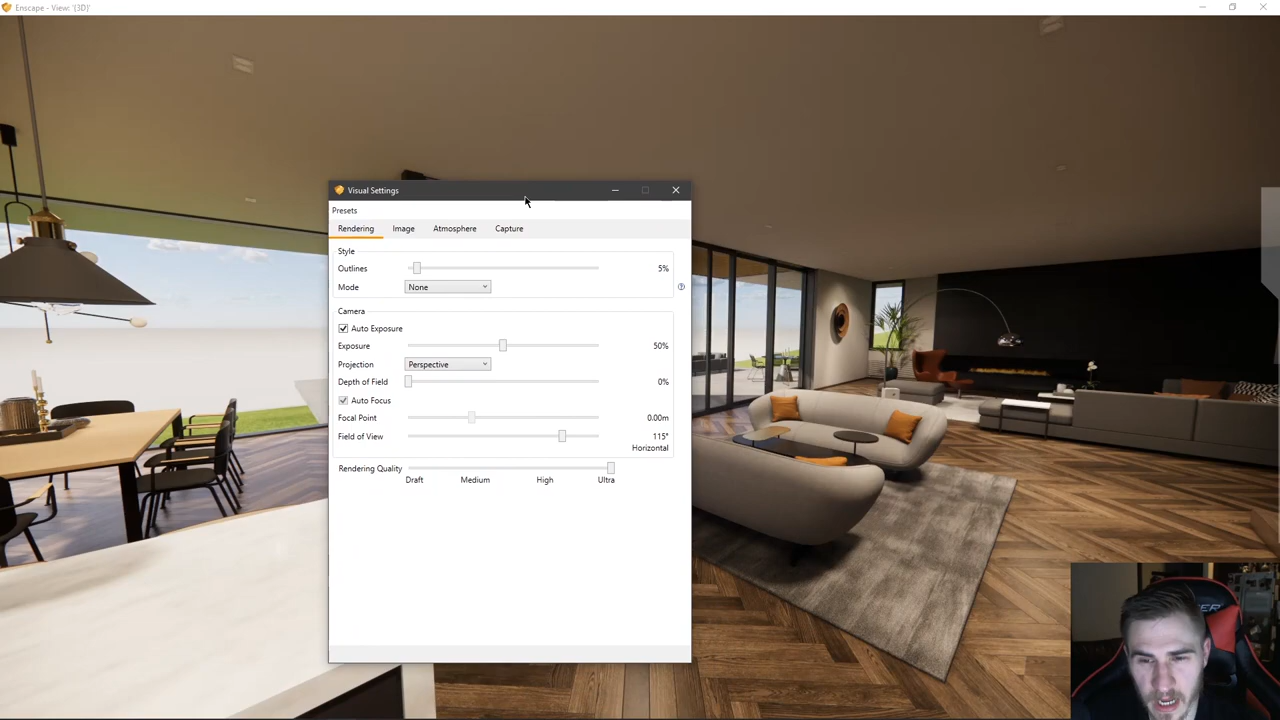 Enscape - View: '{3D}'
Visual Settings
Presets
Rendering Image Atmosphere Capture
Style
Outlines 5%
Mode None
Camera
Auto Exposure
Exposure 50%
Projection Perspective
Depth of Field 0%
Auto Focus
Focal Point 0.00m
Field of View 115°
Horizontal
Rendering Quality
Draft Medium High Ultra